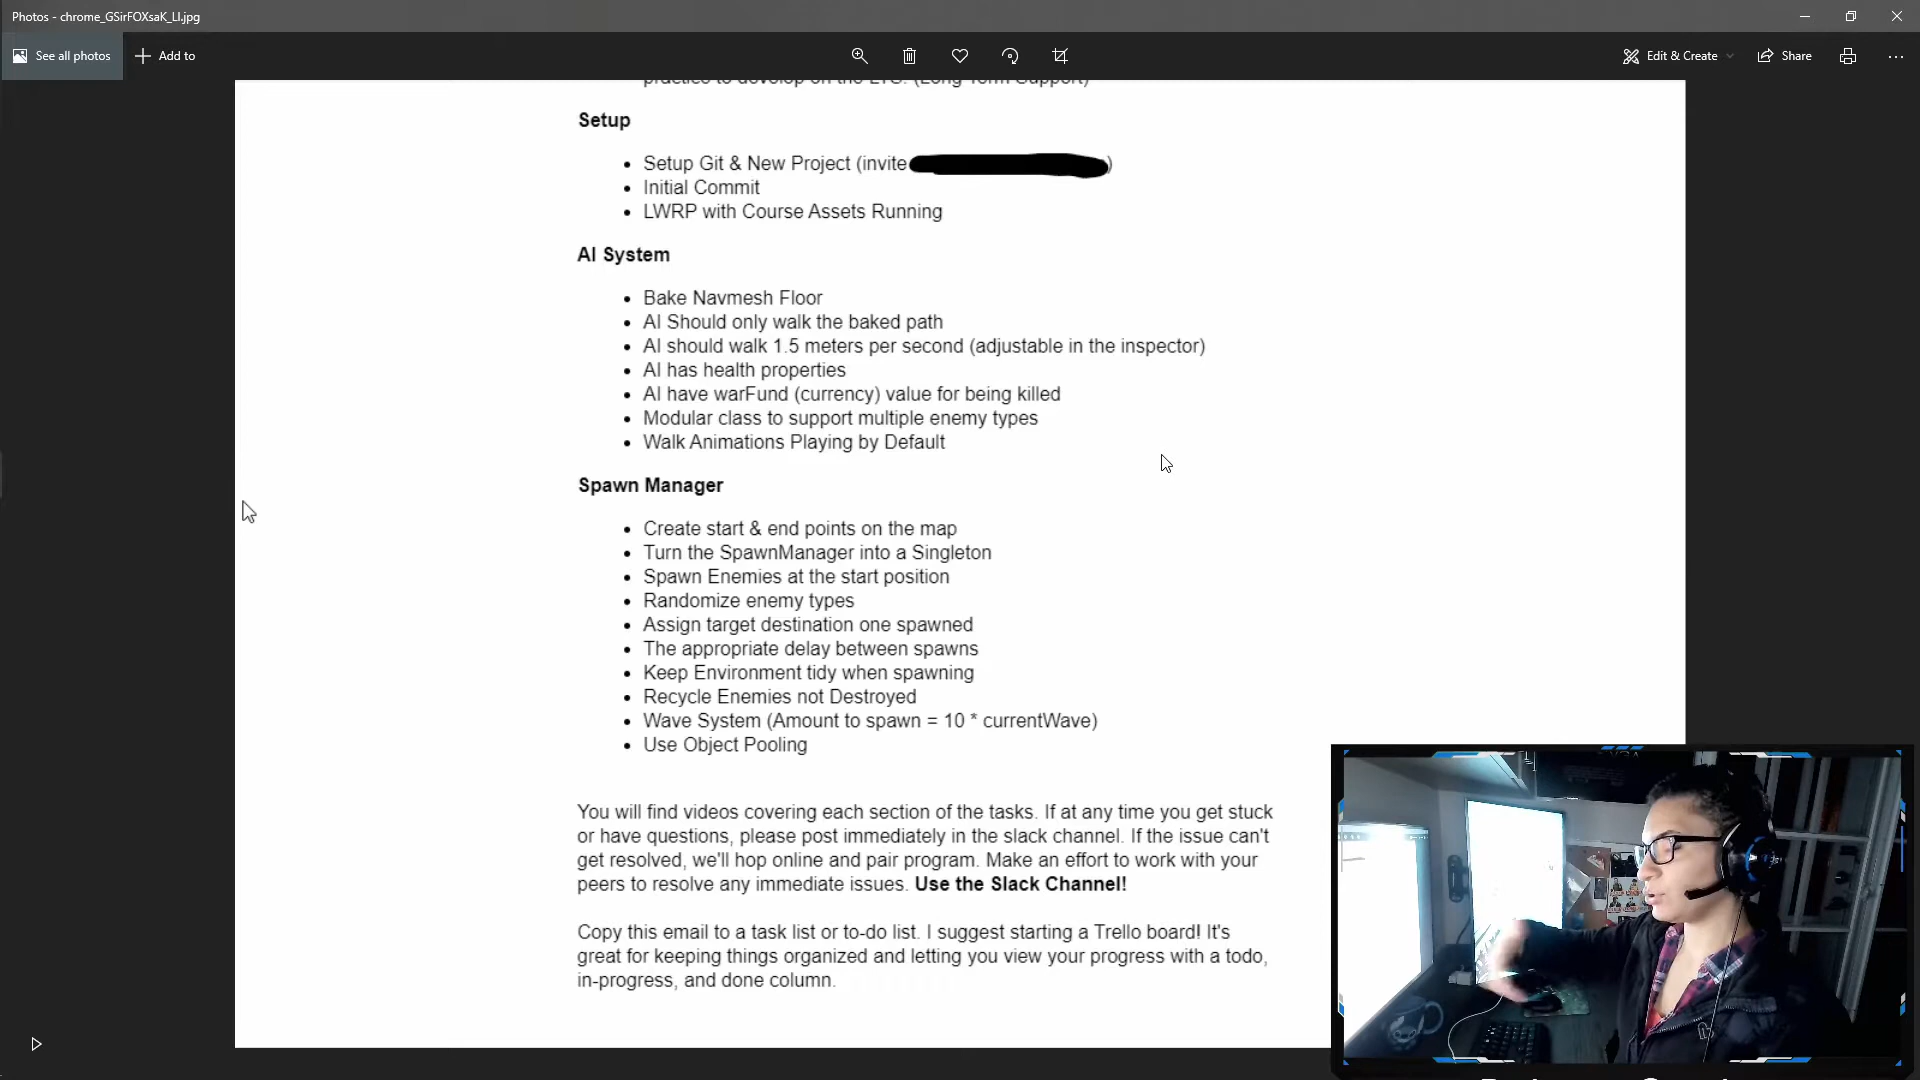 Photos - chrome_GSirFOXsaK_LI.jpg
See all photos
Add to
Edit & Create
Share
practice to develop on the LTS. (Long Term Support)
Setup
Setup Git & New Project (invite )
Initial Commit
LWRP with Course Assets Running
AI System
Bake Navmesh Floor
AI Should only walk the baked path
AI should walk 1.5 meters per second (adjustable in the inspector)
AI has health properties
AI have warFund (currency) value for being killed
Modular class to support multiple enemy types
Walk Animations Playing by Default
Spawn Manager
Create start & end points on the map
Turn the SpawnManager into a Singleton
Spawn Enemies at the start position
Randomize enemy types
Assign target destination one spawned
The appropriate delay between spawns
Keep Environment tidy when spawning
Recycle Enemies not Destroyed
Wave System (Amount to spawn = 10 * currentWave)
Use Object Pooling
You will find videos covering each section of the tasks. If at any time you get stuck
or have questions, please post immediately in the slack channel. If the issue can't
get resolved, we'll hop online and pair program. Make an effort to work with your
peers to resolve any immediate issues. Use the Slack Channel!
Copy this email to a task list or to-do list. I suggest starting a Trello board! It's
great for keeping things organized and letting you view your progress with a todo,
in-progress, and done column.